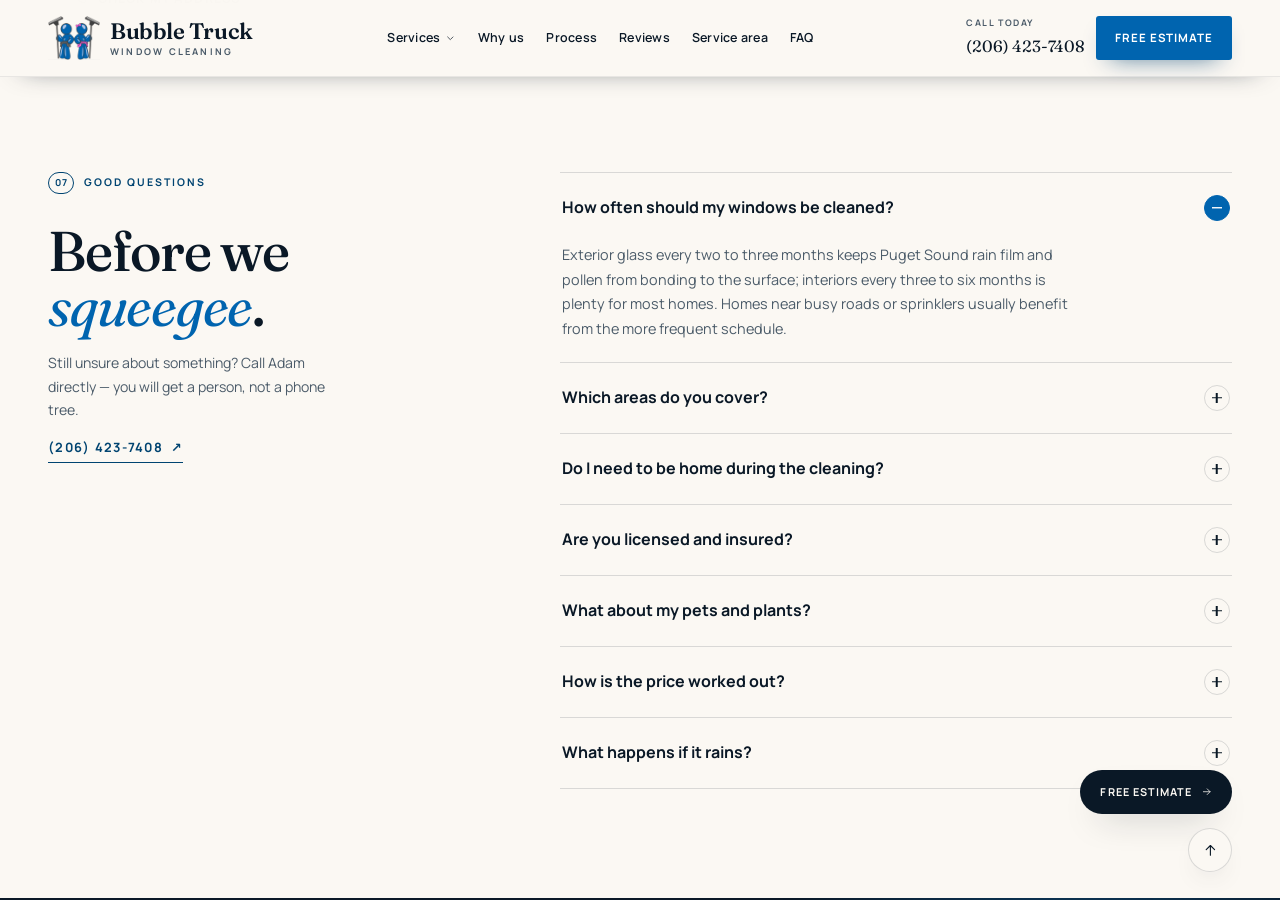 Bubble Truck
WINDOW CLEANING
Services
Why us
Process
Reviews
Service area
FAQ
CALL TODAY
(206) 423-7408
FREE ESTIMATE
07
GOOD QUESTIONS
Before we
squeegee.
Still unsure about something? Call Adam
directly — you will get a person, not a phone
tree.
(206) 423-7408 ↗
How often should my windows be cleaned?
Exterior glass every two to three months keeps Puget Sound rain film and
pollen from bonding to the surface; interiors every three to six months is
plenty for most homes. Homes near busy roads or sprinklers usually benefit
from the more frequent schedule.
Which areas do you cover?
Do I need to be home during the cleaning?
Are you licensed and insured?
What about my pets and plants?
How is the price worked out?
What happens if it rains?
FREE ESTIMATE →